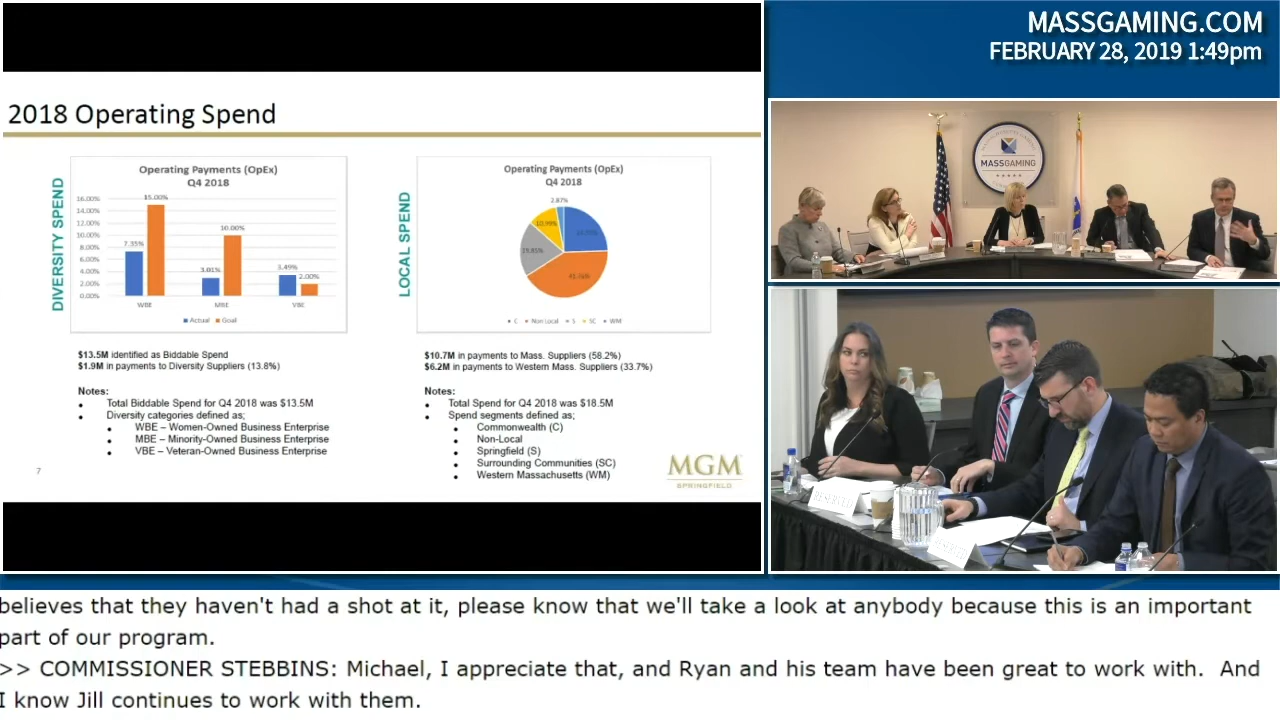 MASSGAMING.COM
FEBRUARY 28, 2019 1:49pm
2018 Operating Spend
DIVERSITY SPEND
Operating Payments (OpEx)
Q4 2018
16.00%
14.00%
12.00%
10.00%
8.00%
6.00%
4.00%
2.00%
0.00%
7.35%
15.00%
3.01%
10.00%
3.49%
2.00%
WBE
MBE
VBE
Actual
Goal
$13.5M identified as Biddable Spend
$1.9M in payments to Diversity Suppliers (13.8%)
Notes:
Total Biddable Spend for Q4 2018 was $13.5M
Diversity categories defined as;
WBE – Women-Owned Business Enterprise
MBE – Minority-Owned Business Enterprise
VBE – Veteran-Owned Business Enterprise
7
LOCAL SPEND
Operating Payments (OpEx)
Q4 2018
2.87%
C
Non Local
S
SC
WM
$10.7M in payments to Mass. Suppliers (58.2%)
$6.2M in payments to Western Mass. Suppliers (33.7%)
Notes:
Total Spend for Q4 2018 was $18.5M
Spend segments defined as;
Commonwealth (C)
Non-Local
Springfield (S)
Surrounding Communities (SC)
Western Massachusetts (WM)
MGM
SPRINGFIELD
MASSGAMING
RESERVED
RESERVED
believes that they haven't had a shot at it, please know that we'll take a look at anybody because this is an important
part of our program.
>> COMMISSIONER STEBBINS: Michael, I appreciate that, and Ryan and his team have been great to work with. And
I know Jill continues to work with them.